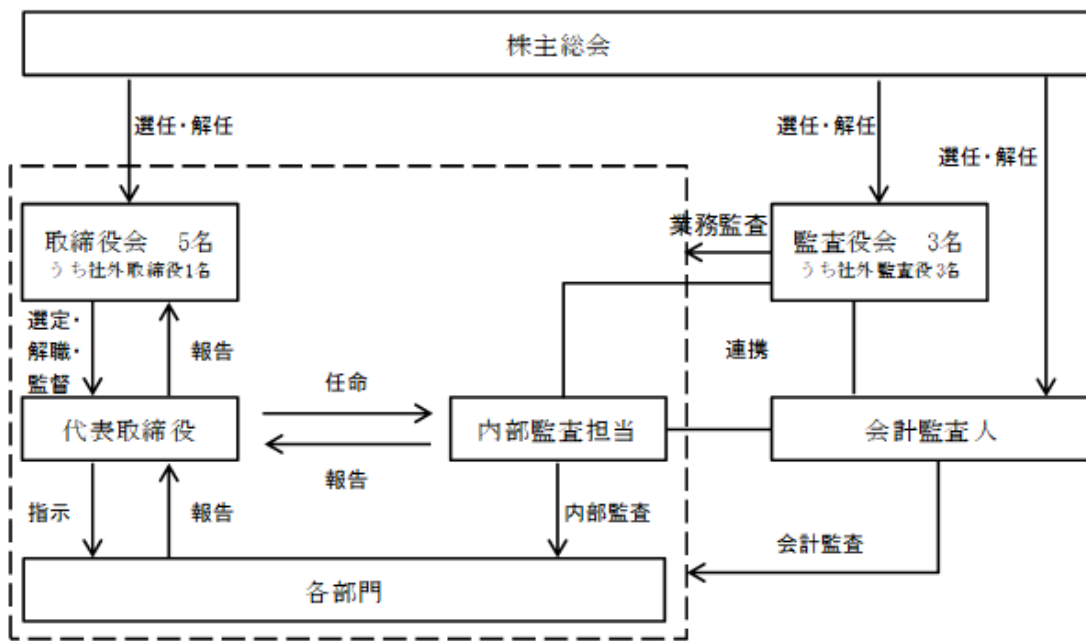 株主総会
選任・解任
選任・解任
選任・解任
取締役会 5名
うち社外取締役1名
業務監査
監査役会 3名
うち社外監査役3名
選定・
解職・
監督
報告
連携
任命
代表取締役
内部監査担当
会計監査人
報告
指示
報告
内部監査
会計監査
各部門